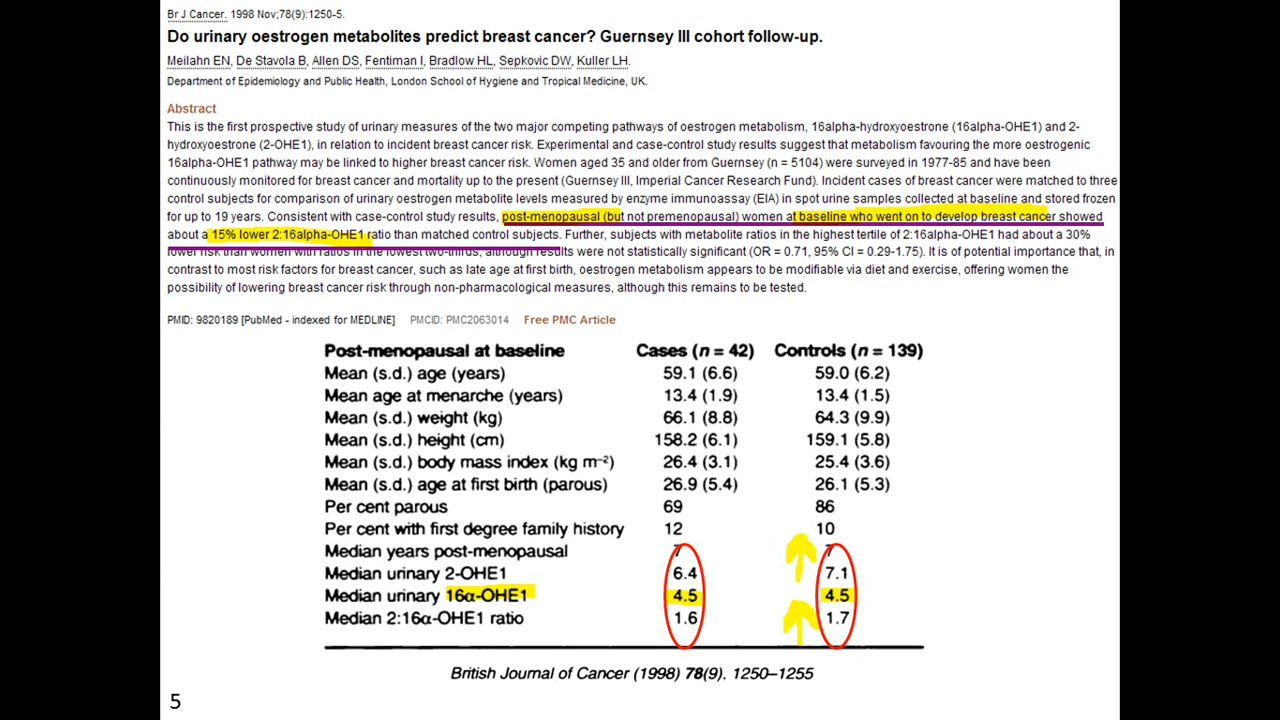 Br J Cancer. 1998 Nov;78(9):1250-5.
Do urinary oestrogen metabolites predict breast cancer? Guernsey III cohort follow-up.
Meilahn EN, De Stavola B, Allen DS, Fentiman I, Bradlow HL, Sepkovic DW, Kuller LH.
Department of Epidemiology and Public Health, London School of Hygiene and Tropical Medicine, UK.
Abstract
This is the first prospective study of urinary measures of the two major competing pathways of oestrogen metabolism, 16alpha-hydroxyoestrone (16alpha-OHE1) and 2-
hydroxyoestrone (2-OHE1), in relation to incident breast cancer risk. Experimental and case-control study results suggest that metabolism favouring the more oestrogenic
16alpha-OHE1 pathway may be linked to higher breast cancer risk. Women aged 35 and older from Guernsey (n = 5104) were surveyed in 1977-85 and have been
continuously monitored for breast cancer and mortality up to the present (Guernsey III, Imperial Cancer Research Fund). Incident cases of breast cancer were matched to three
control subjects for comparison of urinary oestrogen metabolite levels measured by enzyme immunoassay (EIA) in spot urine samples collected at baseline and stored frozen
for up to 19 years. Consistent with case-control study results, post-menopausal (but not premenopausal) women at baseline who went on to develop breast cancer showed
about a 15% lower 2:16alpha-OHE1 ratio than matched control subjects. Further, subjects with metabolite ratios in the highest tertile of 2:16alpha-OHE1 had about a 30%
lower risk than women with ratios in the lowest two-thirds, although results were not statistically significant (OR = 0.71, 95% CI = 0.29-1.75). It is of potential importance that, in
contrast to most risk factors for breast cancer, such as late age at first birth, oestrogen metabolism appears to be modifiable via diet and exercise, offering women the
possibility of lowering breast cancer risk through non-pharmacological measures, although this remains to be tested.
PMID: 9820189 [PubMed - indexed for MEDLINE] PMCID: PMC2063014 Free PMC Article
Post-menopausal at baseline Cases (n = 42) Controls (n = 139)
Mean (s.d.) age (years) 59.1 (6.6) 59.0 (6.2)
Mean age at menarche (years) 13.4 (1.9) 13.4 (1.5)
Mean (s.d.) weight (kg) 66.1 (8.8) 64.3 (9.9)
Mean (s.d.) height (cm) 158.2 (6.1) 159.1 (5.8)
Mean (s.d.) body mass index (kg m⁻²) 26.4 (3.1) 25.4 (3.6)
Mean (s.d.) age at first birth (parous) 26.9 (5.4) 26.1 (5.3)
Per cent parous 69 86
Per cent with first degree family history 12 10
Median years post-menopausal 7 7
Median urinary 2-OHE1 6.4 7.1
Median urinary 16α-OHE1 4.5 4.5
Median 2:16α-OHE1 ratio 1.6 1.7
British Journal of Cancer (1998) 78(9). 1250–1255
5